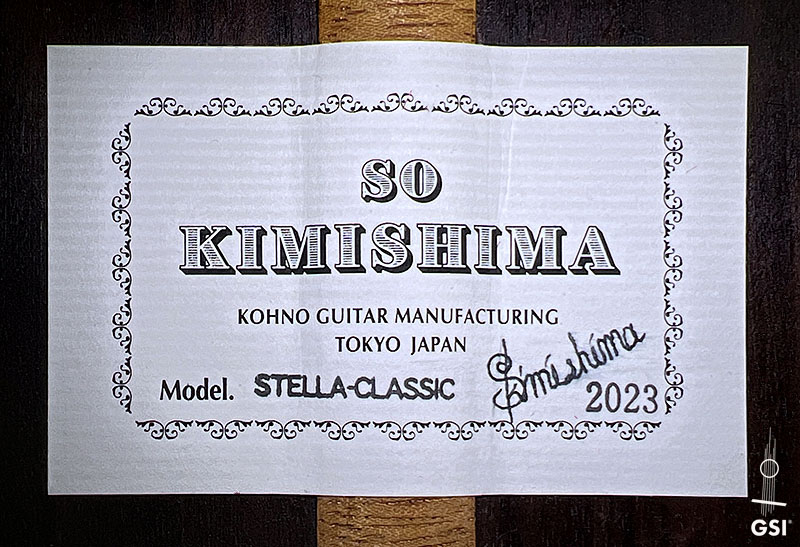 SO
KIMISHIMA
KOHNO GUITAR MANUFACTURING
TOKYO JAPAN
Model. STELLA-CLASSIC
Kimishima
2023
GSI